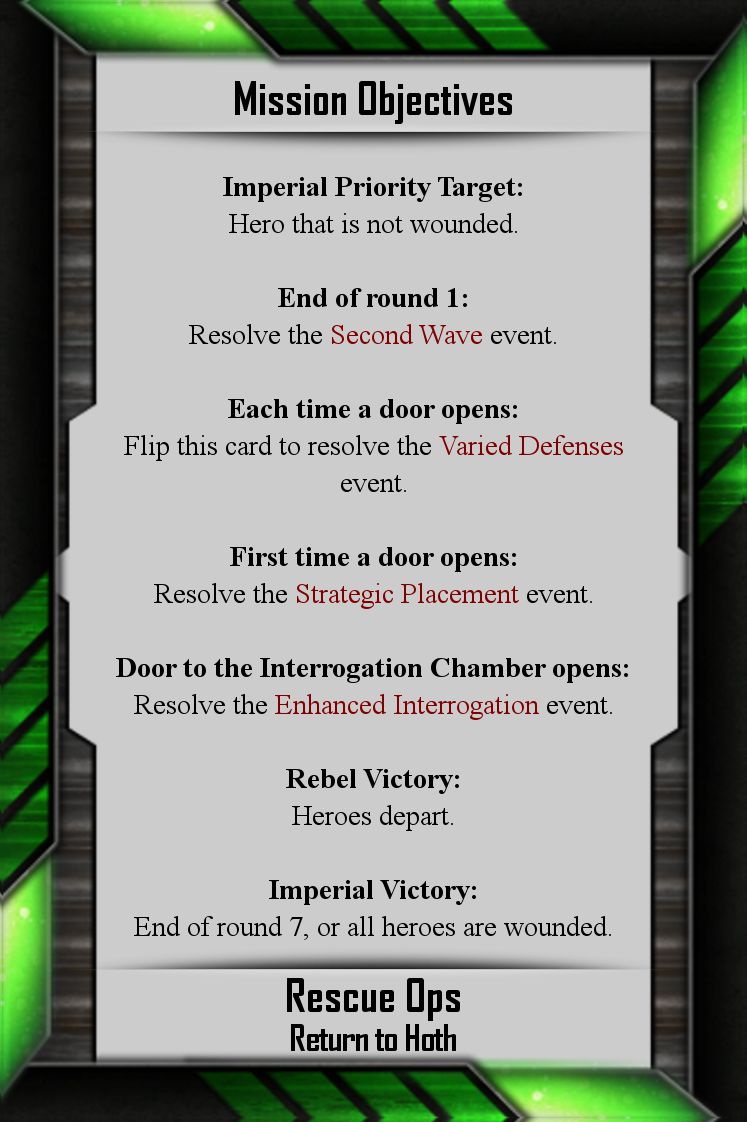 Mission Objectives
Imperial Priority Target:
Hero that is not wounded.
End of round 1:
Resolve the Second Wave event.
Each time a door opens:
Flip this card to resolve the Varied Defenses
event.
First time a door opens:
Resolve the Strategic Placement event.
Door to the Interrogation Chamber opens:
Resolve the Enhanced Interrogation event.
Rebel Victory:
Heroes depart.
Imperial Victory:
End of round 7, or all heroes are wounded.
Rescue Ops
Return to Hoth